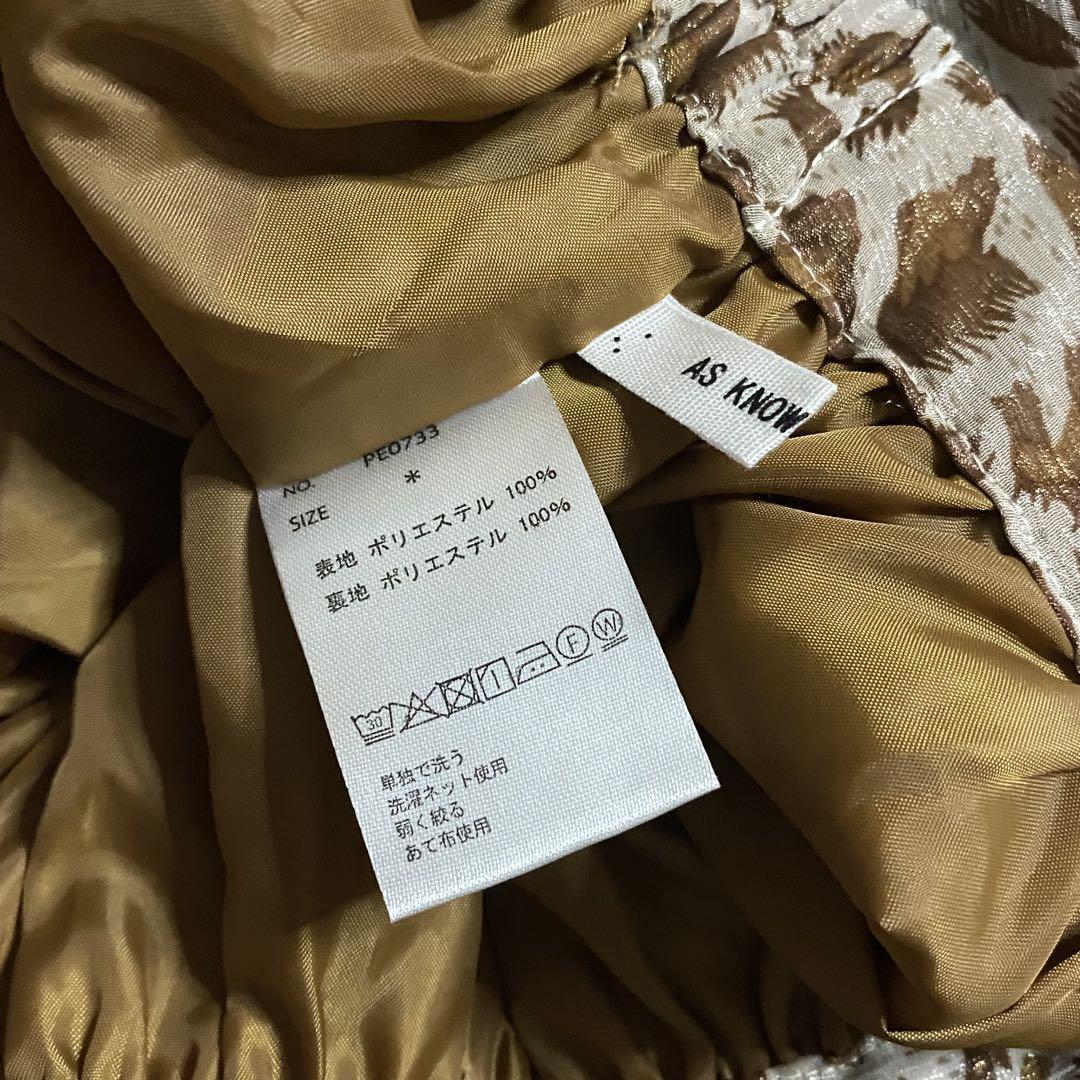 AS KNOW
NO. PE0733
SIZE *
表地 ポリエステル 100%
裏地 ポリエステル 100%
30
F
W
単独で洗う
洗濯ネット使用
弱く絞る
あて布使用